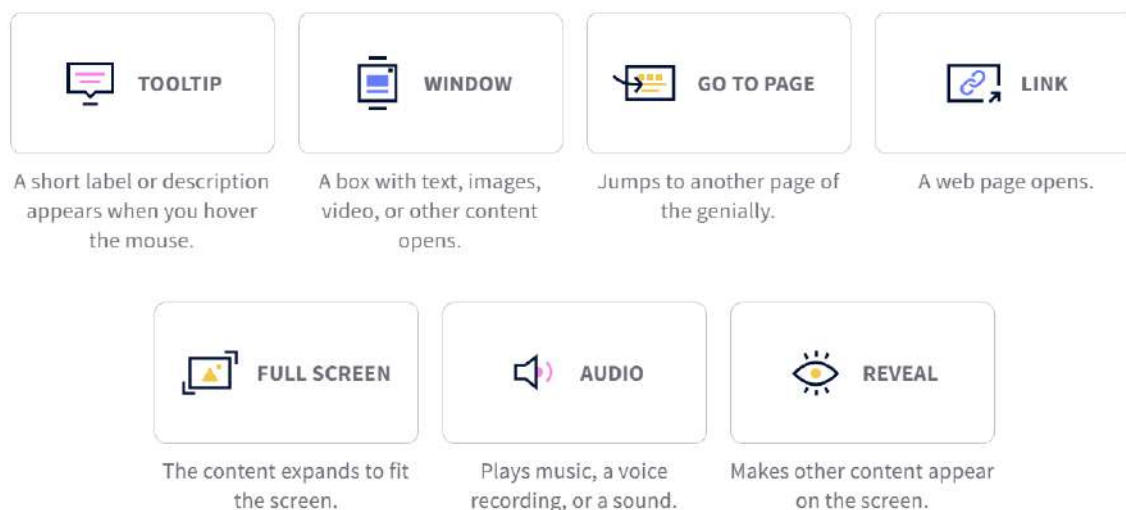 TOOLTIP
WINDOW
GO TO PAGE
LINK
A short label or description
appears when you hover
the mouse.
A box with text, images,
video, or other content
opens.
Jumps to another page of
the genially.
A web page opens.
FULL SCREEN
AUDIO
REVEAL
The content expands to fit
the screen.
Plays music, a voice
recording, or a sound.
Makes other content appear
on the screen.